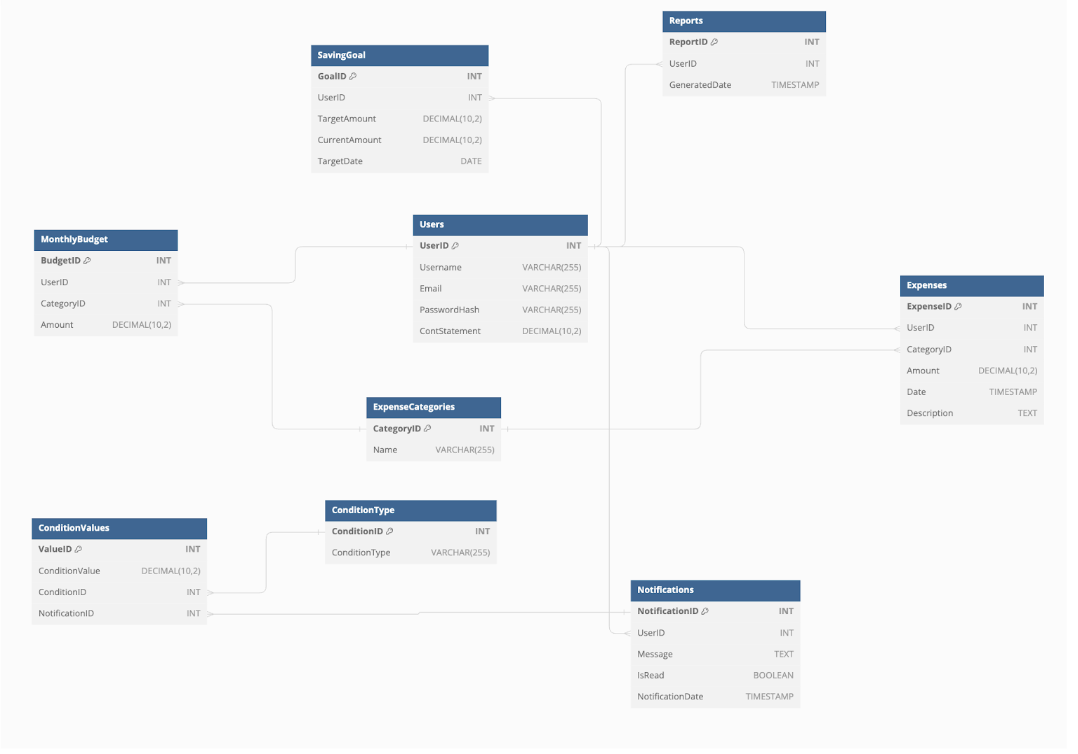 Reports
ReportID INT
UserID INT
GeneratedDate TIMESTAMP
SavingGoal
GoalID INT
UserID INT
TargetAmount DECIMAL(10,2)
CurrentAmount DECIMAL(10,2)
TargetDate DATE
Users
UserID INT
Username VARCHAR(255)
Email VARCHAR(255)
PasswordHash VARCHAR(255)
ContStatement DECIMAL(10,2)
MonthlyBudget
BudgetID INT
UserID INT
CategoryID INT
Amount DECIMAL(10,2)
Expenses
ExpenseID INT
UserID INT
CategoryID INT
Amount DECIMAL(10,2)
Date TIMESTAMP
Description TEXT
ExpenseCategories
CategoryID INT
Name VARCHAR(255)
ConditionType
ConditionID INT
ConditionType VARCHAR(255)
ConditionValues
ValueID INT
ConditionValue DECIMAL(10,2)
ConditionID INT
NotificationID INT
Notifications
NotificationID INT
UserID INT
Message TEXT
IsRead BOOLEAN
NotificationDate TIMESTAMP